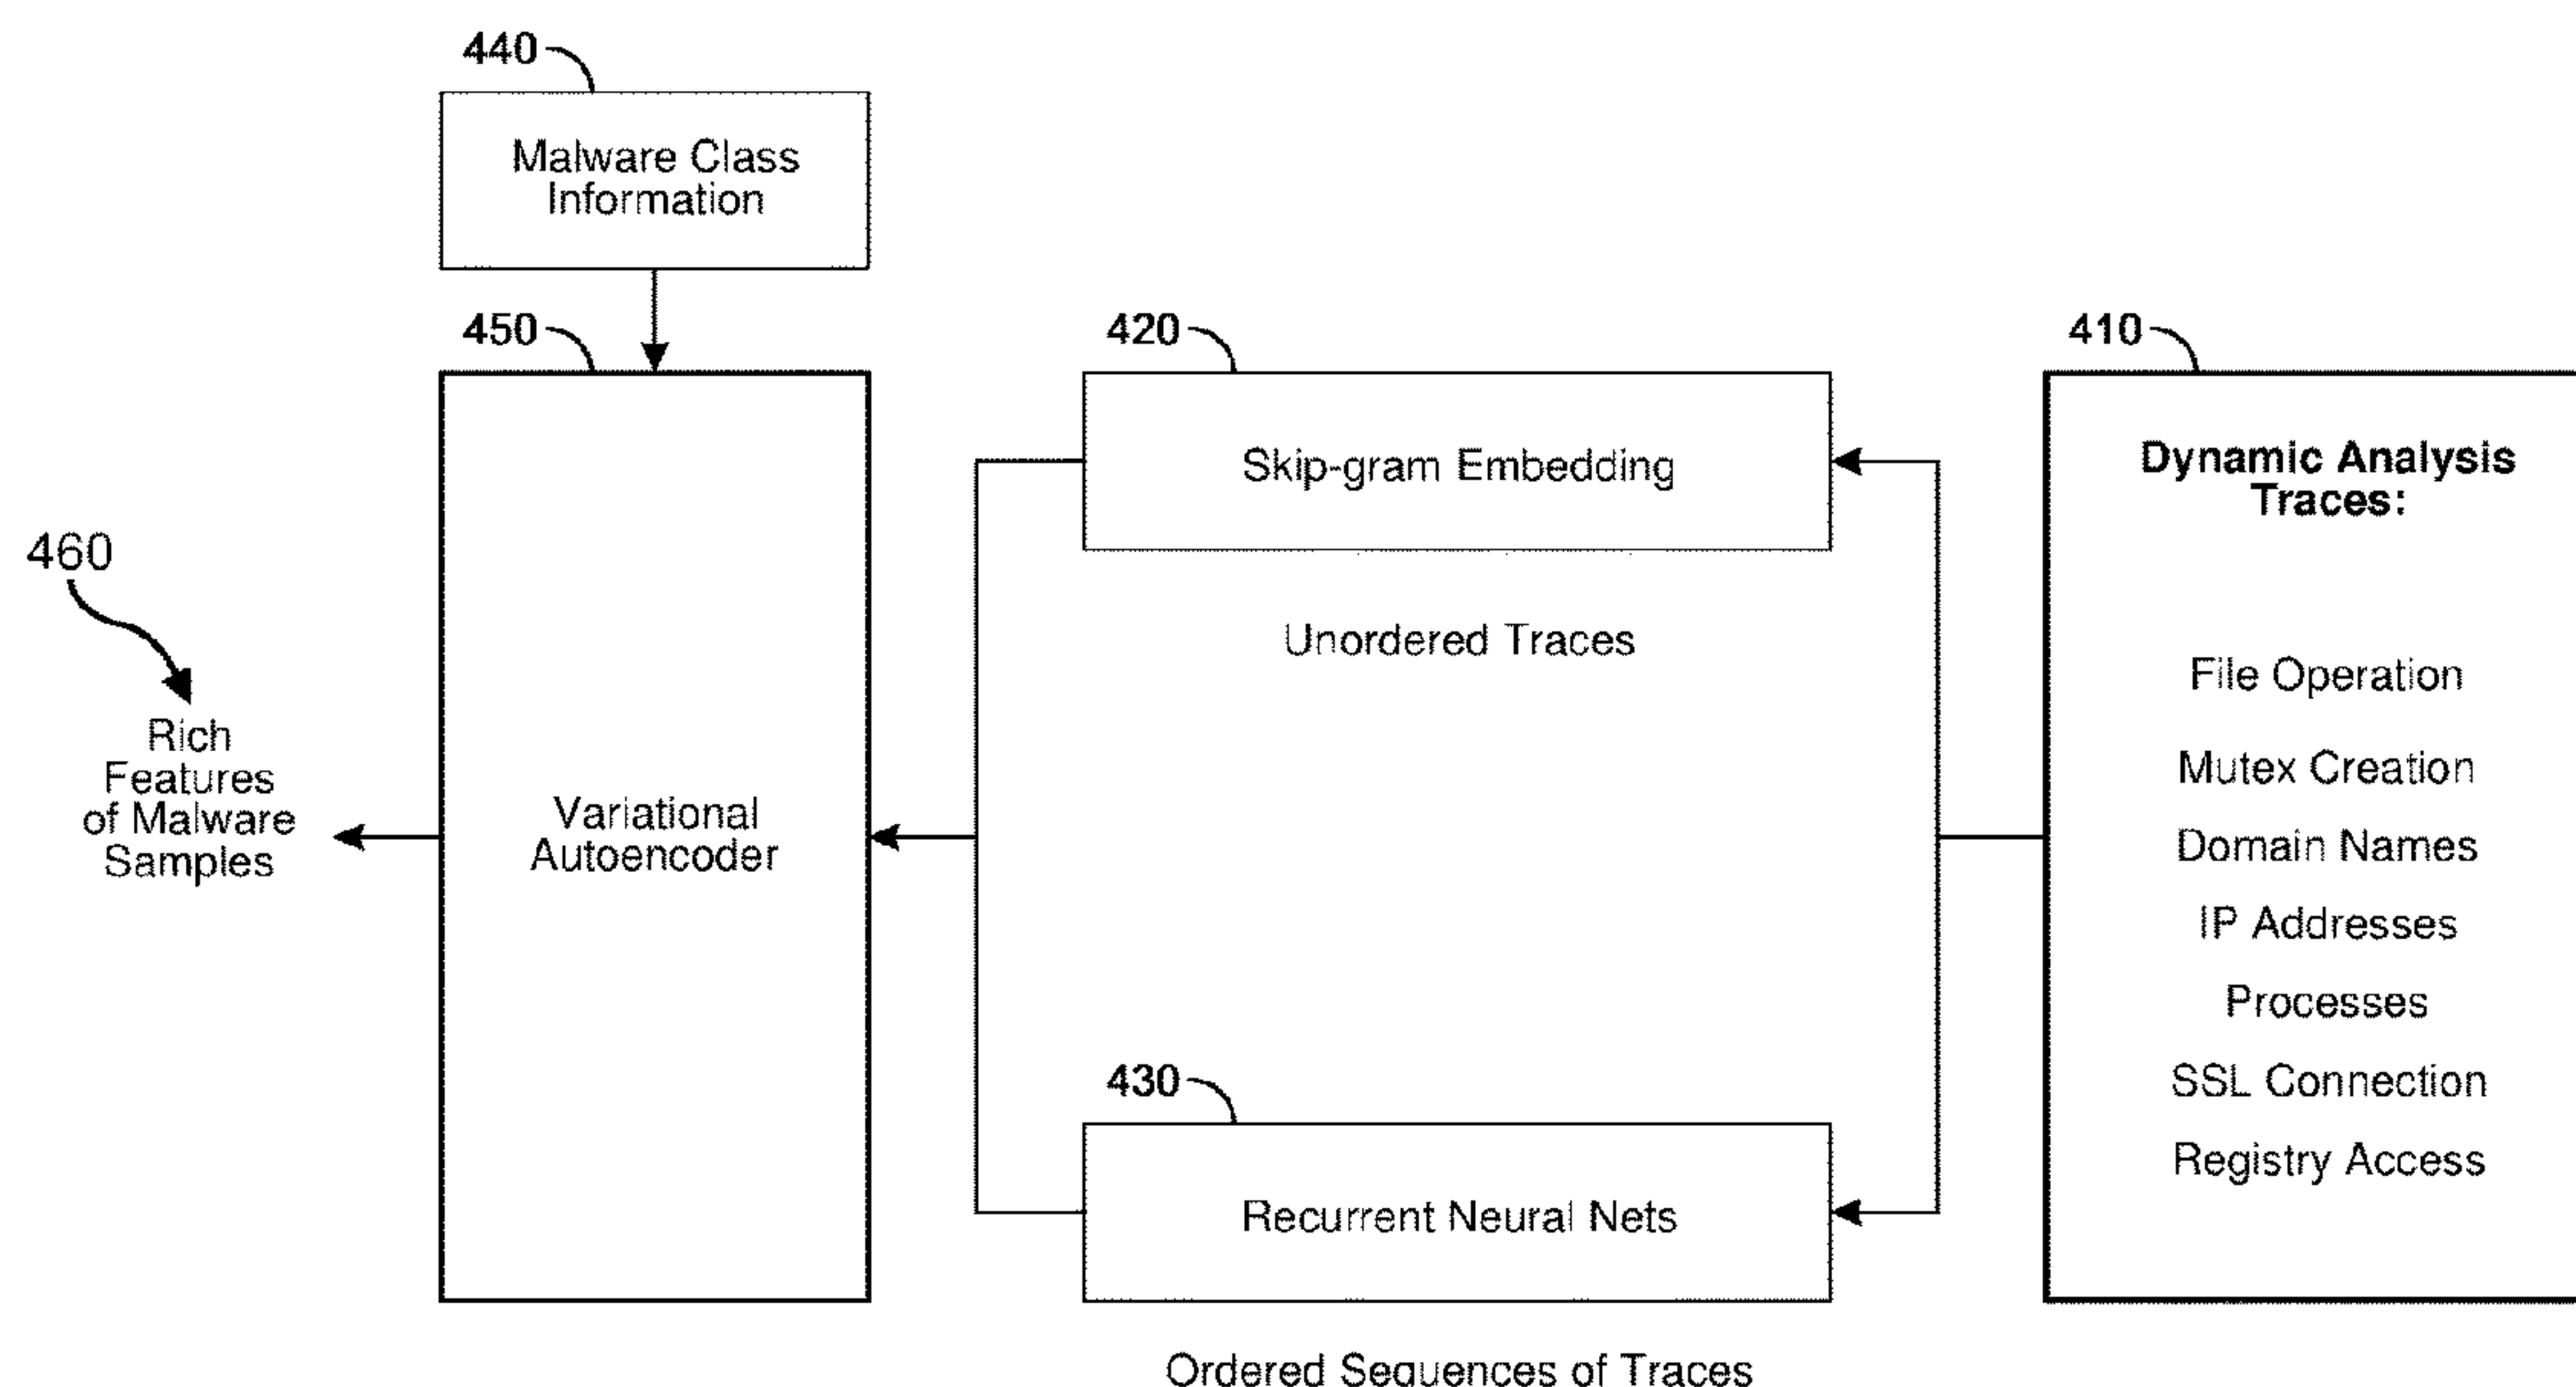 440
Malware Class
Information
450
420
410
Skip-gram Embedding
Dynamic Analysis
Traces:
460
Unordered Traces
File Operation
Rich
Features
of Malware
Samples
Variational
Autoencoder
Mutex Creation
Domain Names
IP Addresses
Processes
SSL Connection
Registry Access
430
Recurrent Neural Nets
Ordered Sequences of Traces